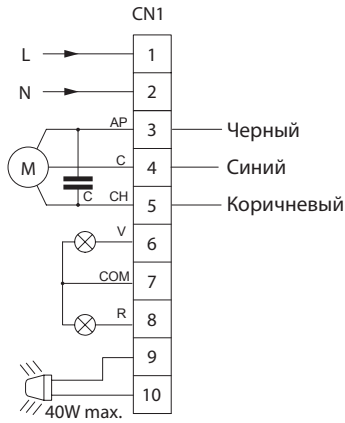 CN1
L 1
N 2
AP 3 Черный
M C 4 Синий
C CH 5 Коричневый
V 6
COM 7
R 8
9
10
40W max.